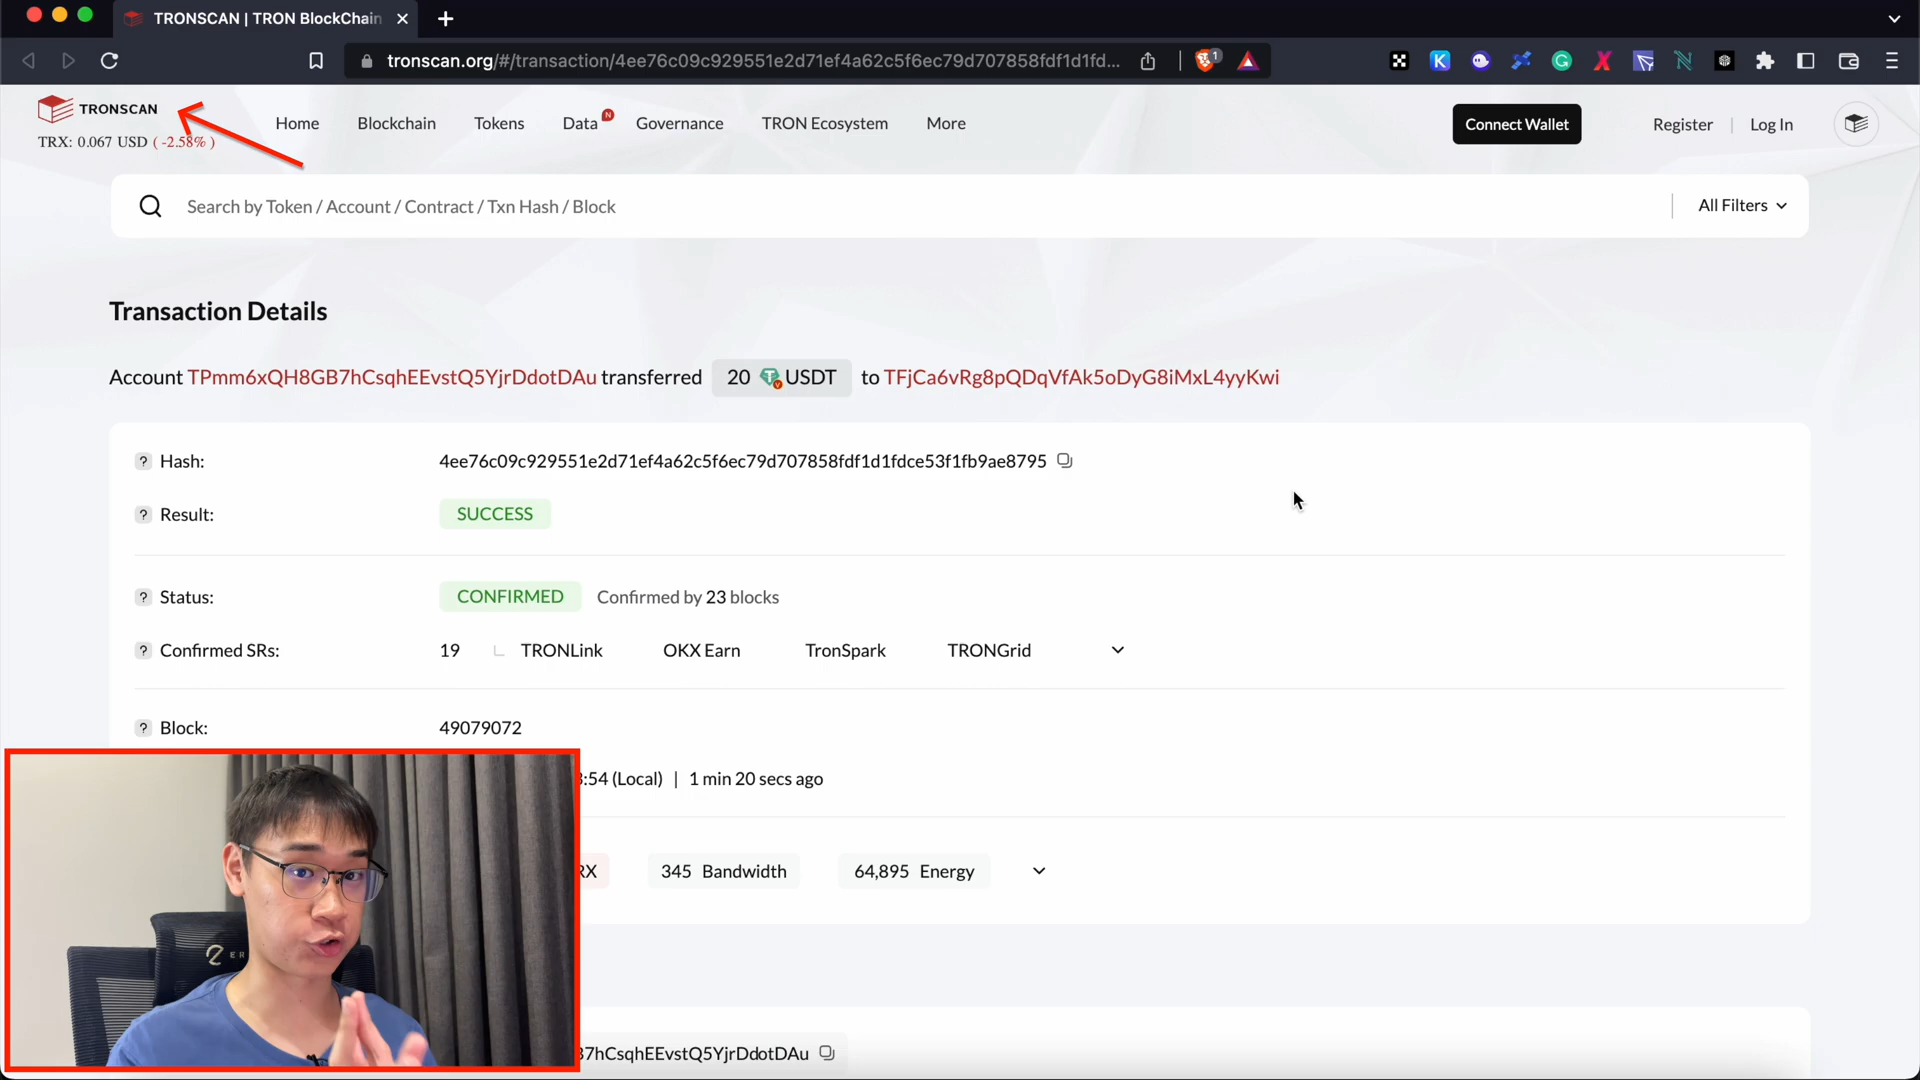 TRONSCAN | TRON BlockChain
tronscan.org/#/transaction/4ee76c09c929551e2d71ef4a62c5f6ec79d707858fdf1d1fd...
1
K
G
X
TRONSCAN
TRX: 0.067 USD ( -2.58% )
Home
Blockchain
Tokens
Data
N
Governance
TRON Ecosystem
More
Connect Wallet
Register
Log In
Search by Token / Account / Contract / Txn Hash / Block
All Filters
Transaction Details
Account TPmm6xQH8GB7hCsqhEEvstQ5YjrDdotDAu transferred 20 USDT to TFjCa6vRg8pQDqVfAk5oDyG8iMxL4yyKwi
? Hash: 4ee76c09c929551e2d71ef4a62c5f6ec79d707858fdf1d1fdce53f1fb9ae8795
? Result: SUCCESS
? Status: CONFIRMED Confirmed by 23 blocks
? Confirmed SRs: 19 TRONLink OKX Earn TronSpark TRONGrid
? Block: 49079072
:54 (Local) | 1 min 20 secs ago
RX 345 Bandwidth 64,895 Energy
7hCsqhEEvstQ5YjrDdotDAu